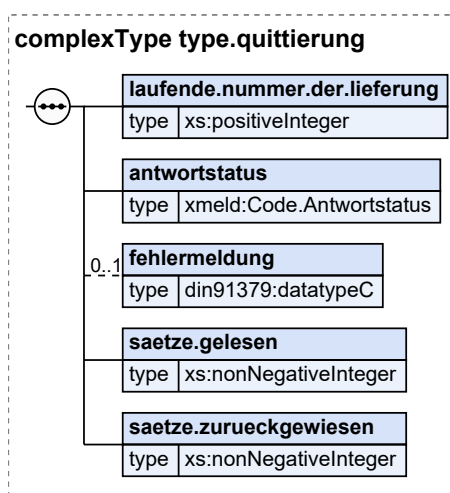 complexType type.quittierung
laufende.nummer.der.lieferung
type xs:positiveInteger
antwortstatus
type xmeld:Code.Antwortstatus
0..1 fehlermeldung
type din91379:datatypeC
saetze.gelesen
type xs:nonNegativeInteger
saetze.zurueckgewiesen
type xs:nonNegativeInteger